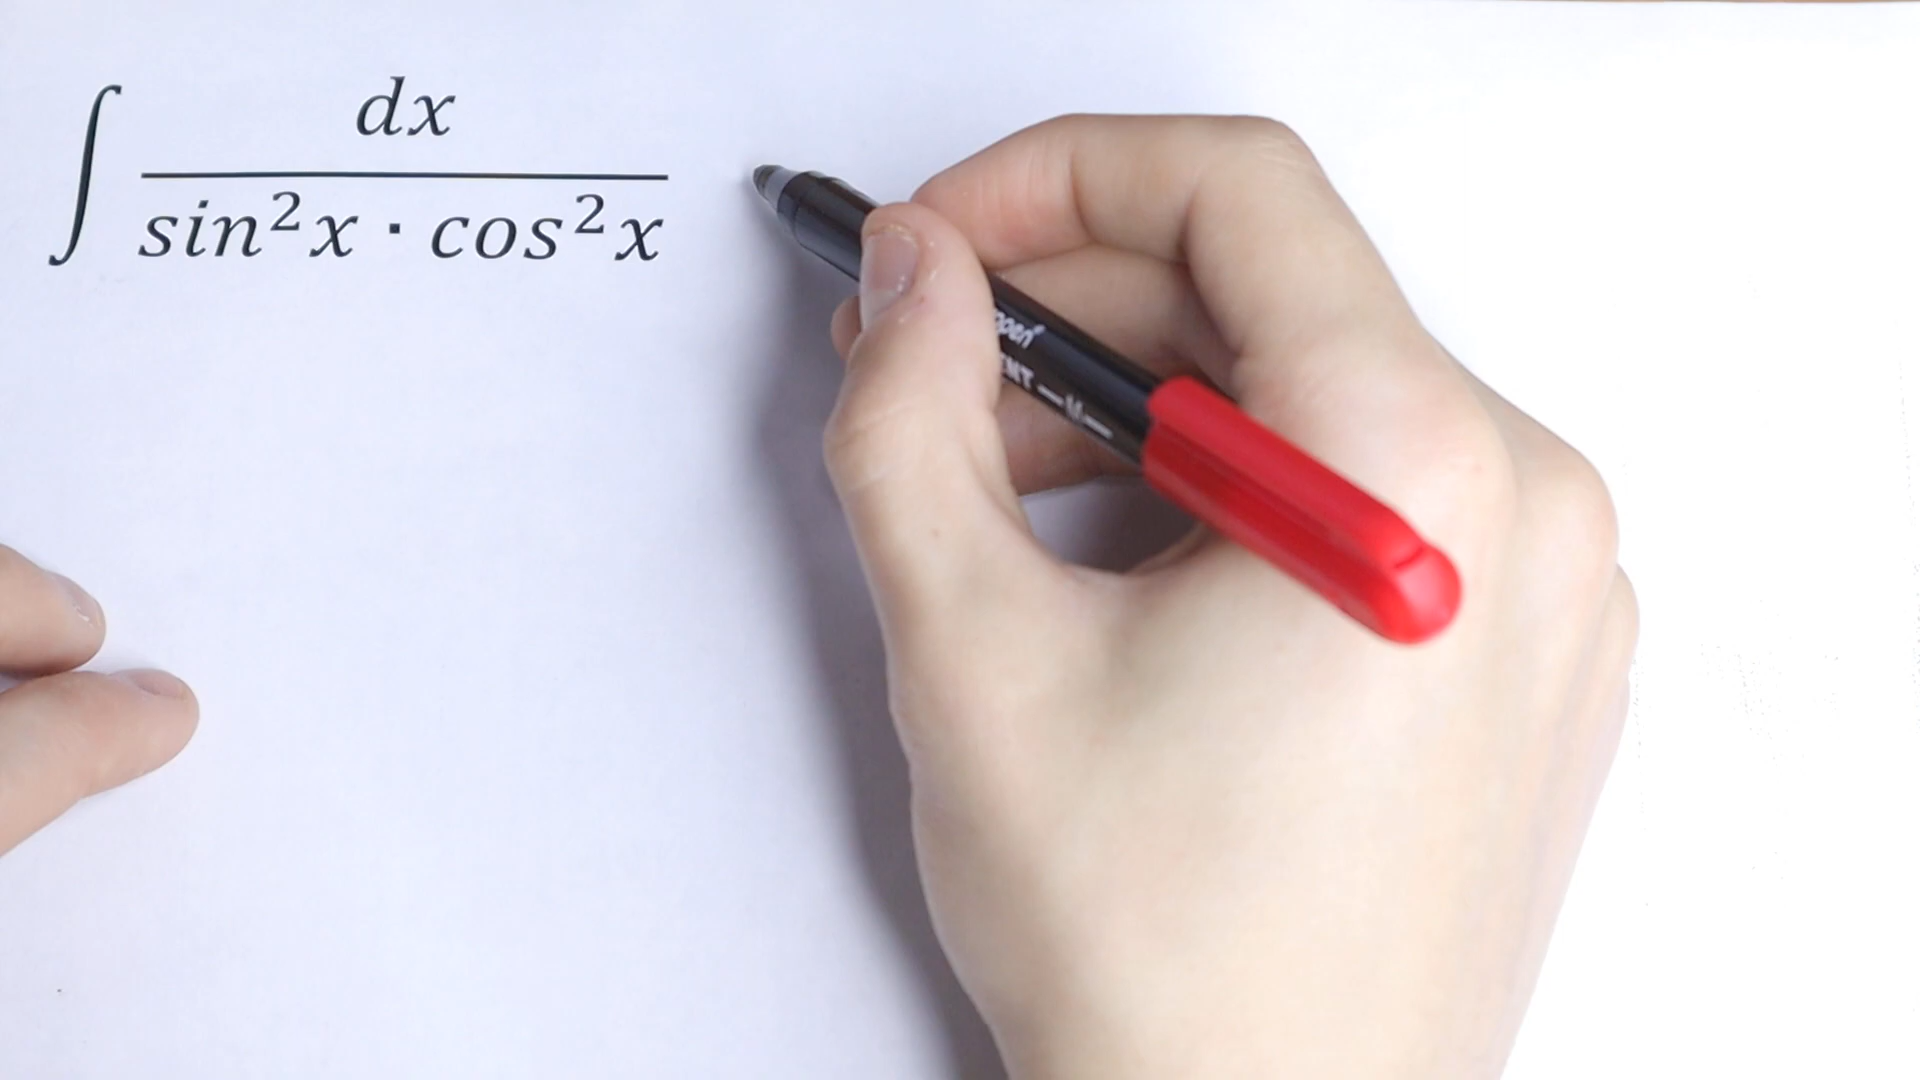 ∫ dx / sin²x · cos²x